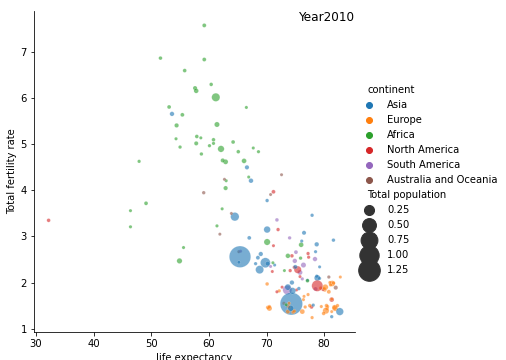 Year2010
Total fertility rate
7
6
5
4
3
2
1
30
40
50
60
70
80
life expectancy
continent
Asia
Europe
Africa
North America
South America
Australia and Oceania
Total population
0.25
0.50
0.75
1.00
1.25